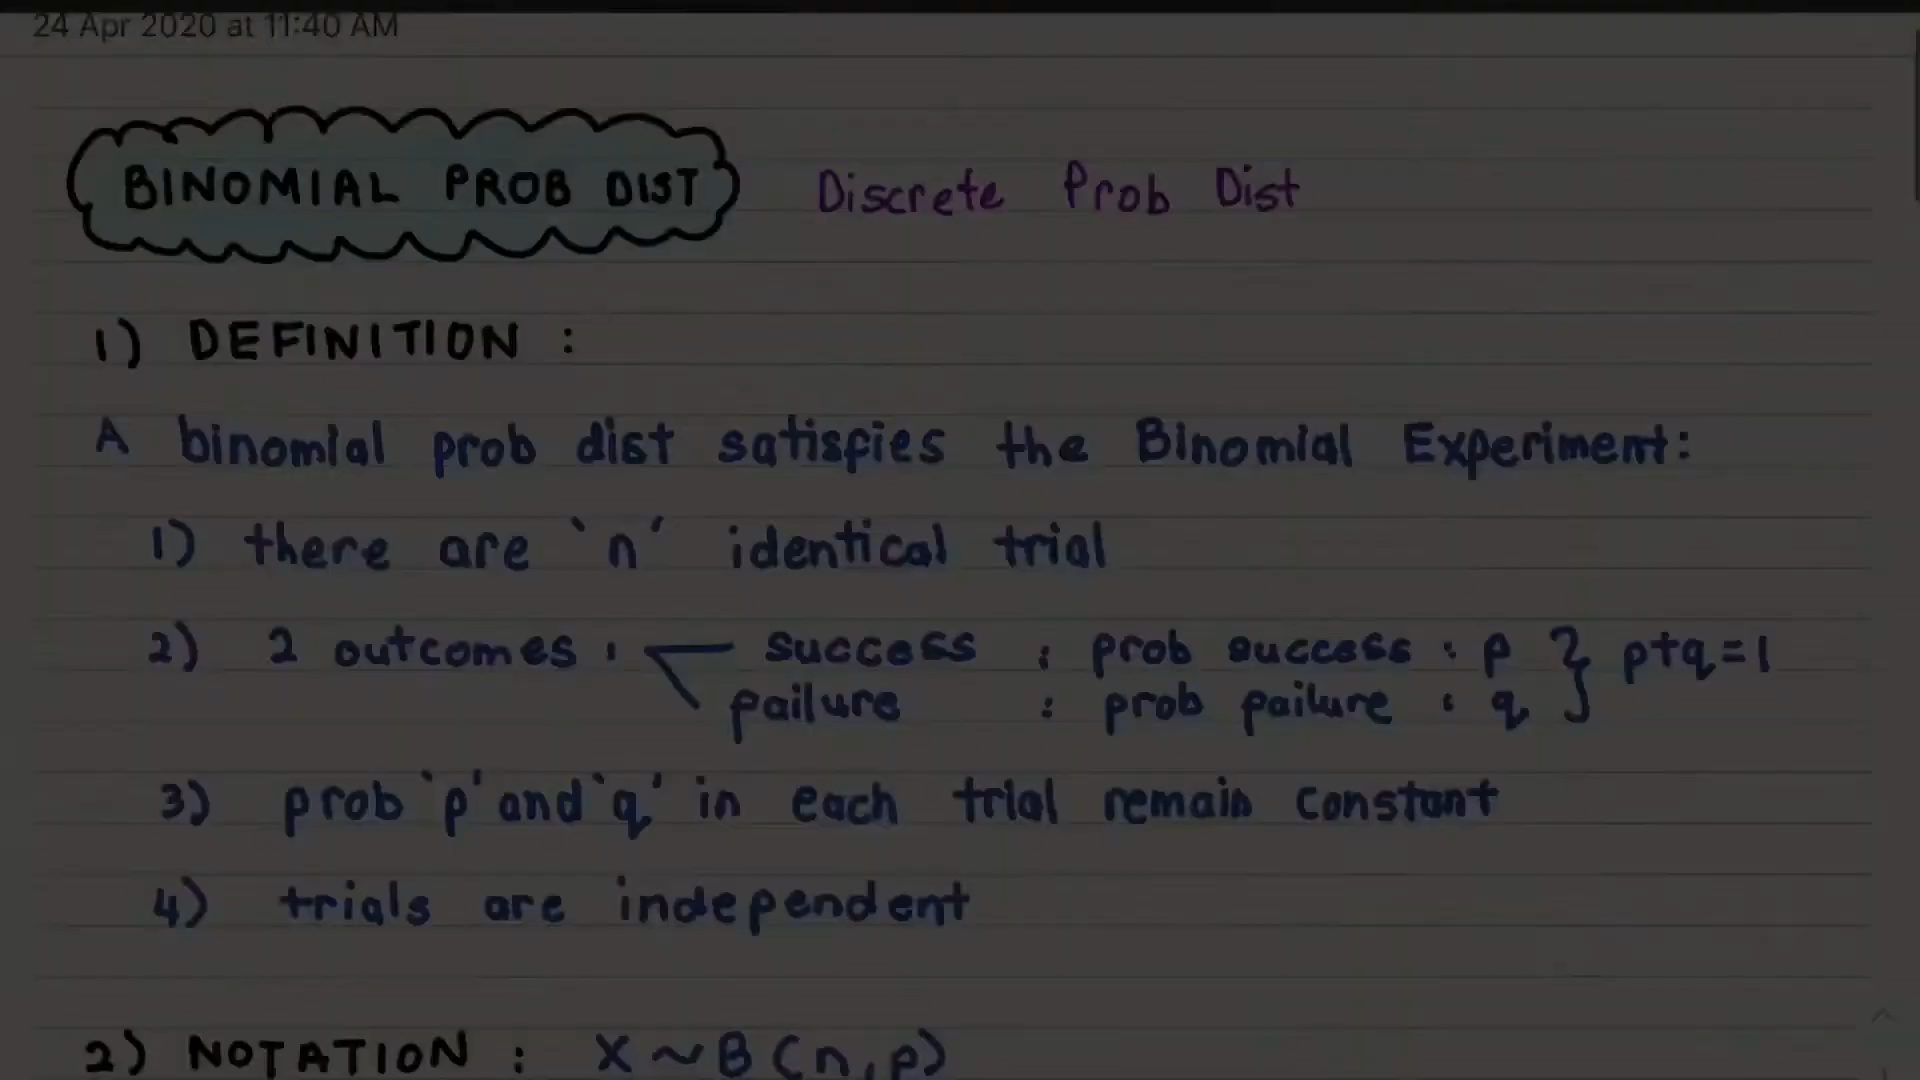 24 Apr 2020 at 11:40 AM
BINOMIAL PROB DIST Discrete Prob Dist
1) DEFINITION :
A binomial prob dist satisfies the Binomial Experiment:
1) there are ‘n’ identical trial
2) 2 outcomes : success : prob success : p } p+q=1
failure : prob failure : q
3) prob ‘p’ and ‘q’ in each trial remain constant
4) trials are independent
2) NOTATION : X ~ B (n,p)